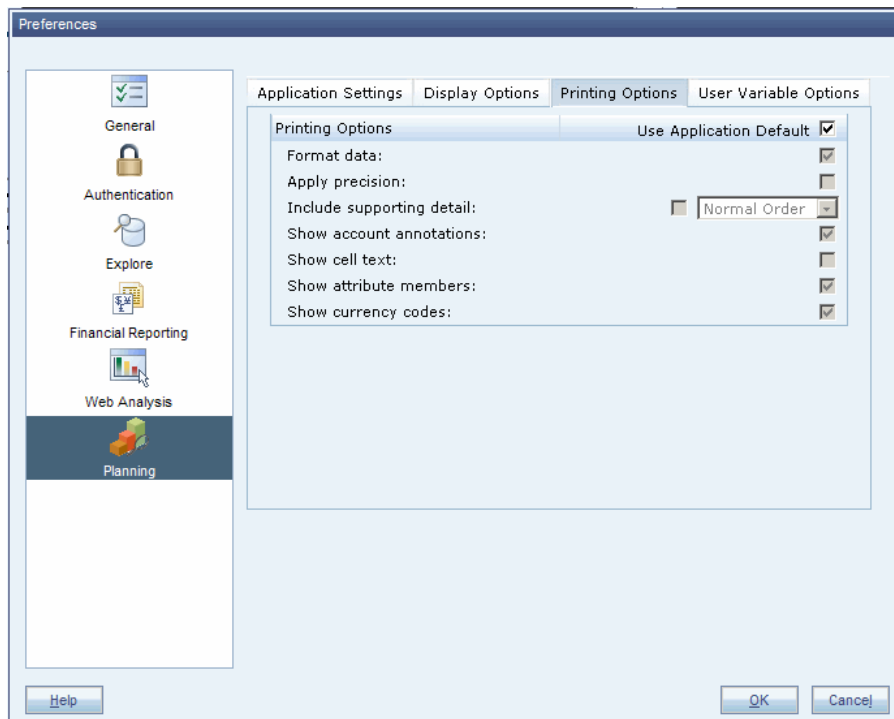 Preferences
General
Authentication
Explore
Financial Reporting
Web Analysis
Planning
Application Settings Display Options Printing Options User Variable Options
Printing Options Use Application Default
Format data:
Apply precision:
Include supporting detail: Normal Order
Show account annotations:
Show cell text:
Show attribute members:
Show currency codes:
Help OK Cancel